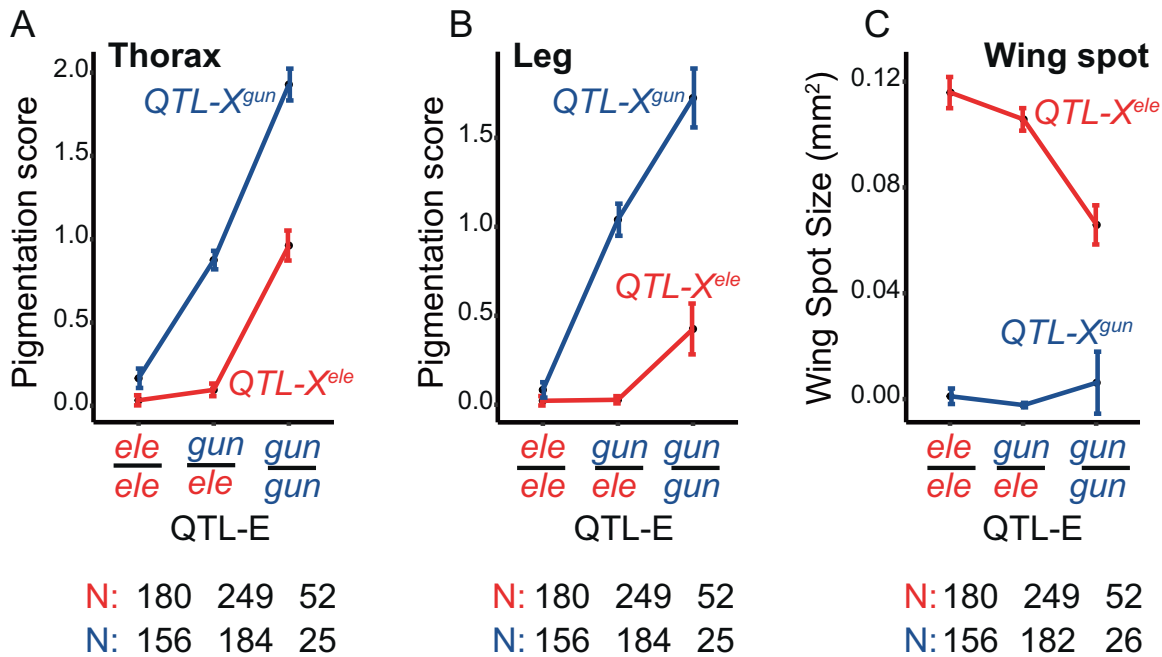 A
Thorax
Pigmentation score
2.0
1.5
1.0
0.5
0.0
QTL-X^gun
QTL-X^ele
ele gun gun
ele ele gun
QTL-E
N: 180 249 52
N: 156 184 25
B
Leg
Pigmentation score
1.5
1.0
0.5
0.0
QTL-X^gun
QTL-X^ele
ele gun gun
ele ele gun
QTL-E
N: 180 249 52
N: 156 184 25
C
Wing spot
Wing Spot Size (mm²)
0.12
0.08
0.04
0.00
QTL-X^ele
QTL-X^gun
ele gun gun
ele ele gun
QTL-E
N: 180 249 52
N: 156 182 26